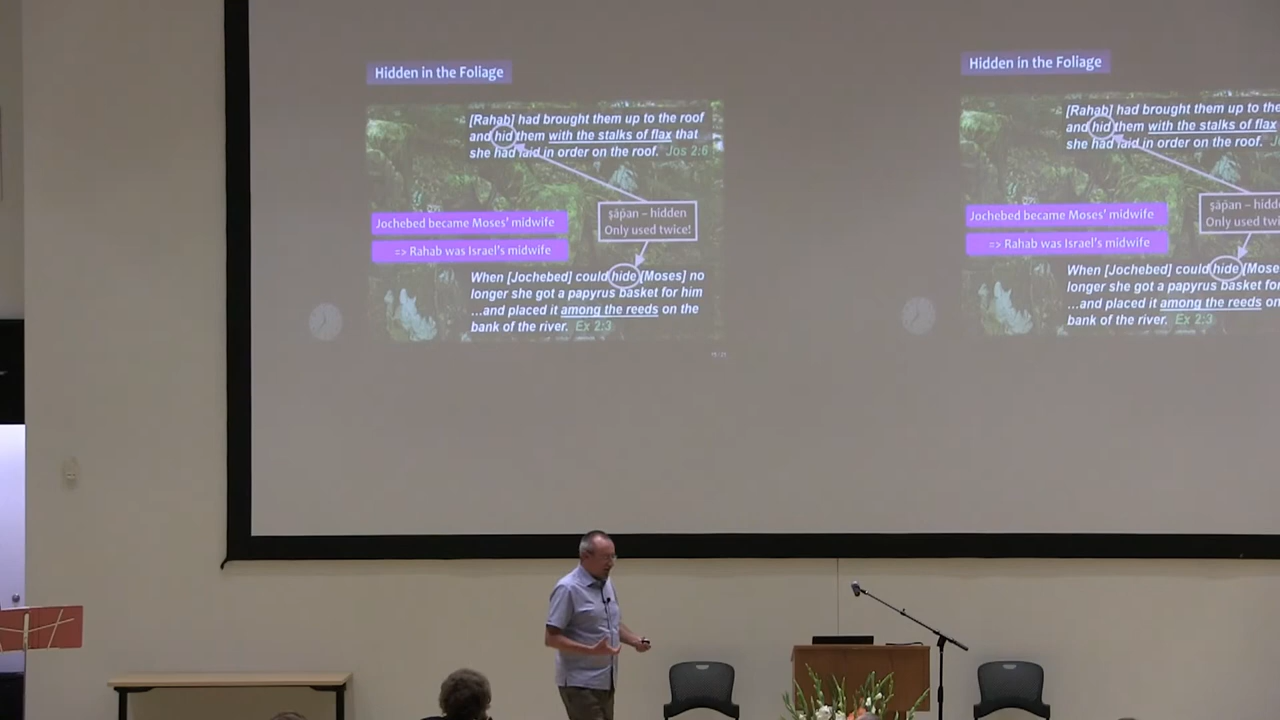 Hidden in the Foliage
[Rahab] had brought them up to the roof
and hid them with the stalks of flax that
she had laid in order on the roof. Jos 2:6
Jochebed became Moses' midwife
=> Rahab was Israel's midwife
şāp̄an – hidden
Only used twice!
When [Jochebed] could hide [Moses] no
longer she got a papyrus basket for him
…and placed it among the reeds on the
bank of the river. Ex 2:3
Hidden in the Foliage
[Rahab] had brought them up to the
and hid them with the stalks of flax
she had laid in order on the roof.
Jochebed became Moses' midwife
=> Rahab was Israel's midwife
şāp̄an – hidde
Only used twice
When [Jochebed] could hide [Mose
longer she got a papyrus basket for
…and placed it among the reeds on
bank of the river. Ex 2:3